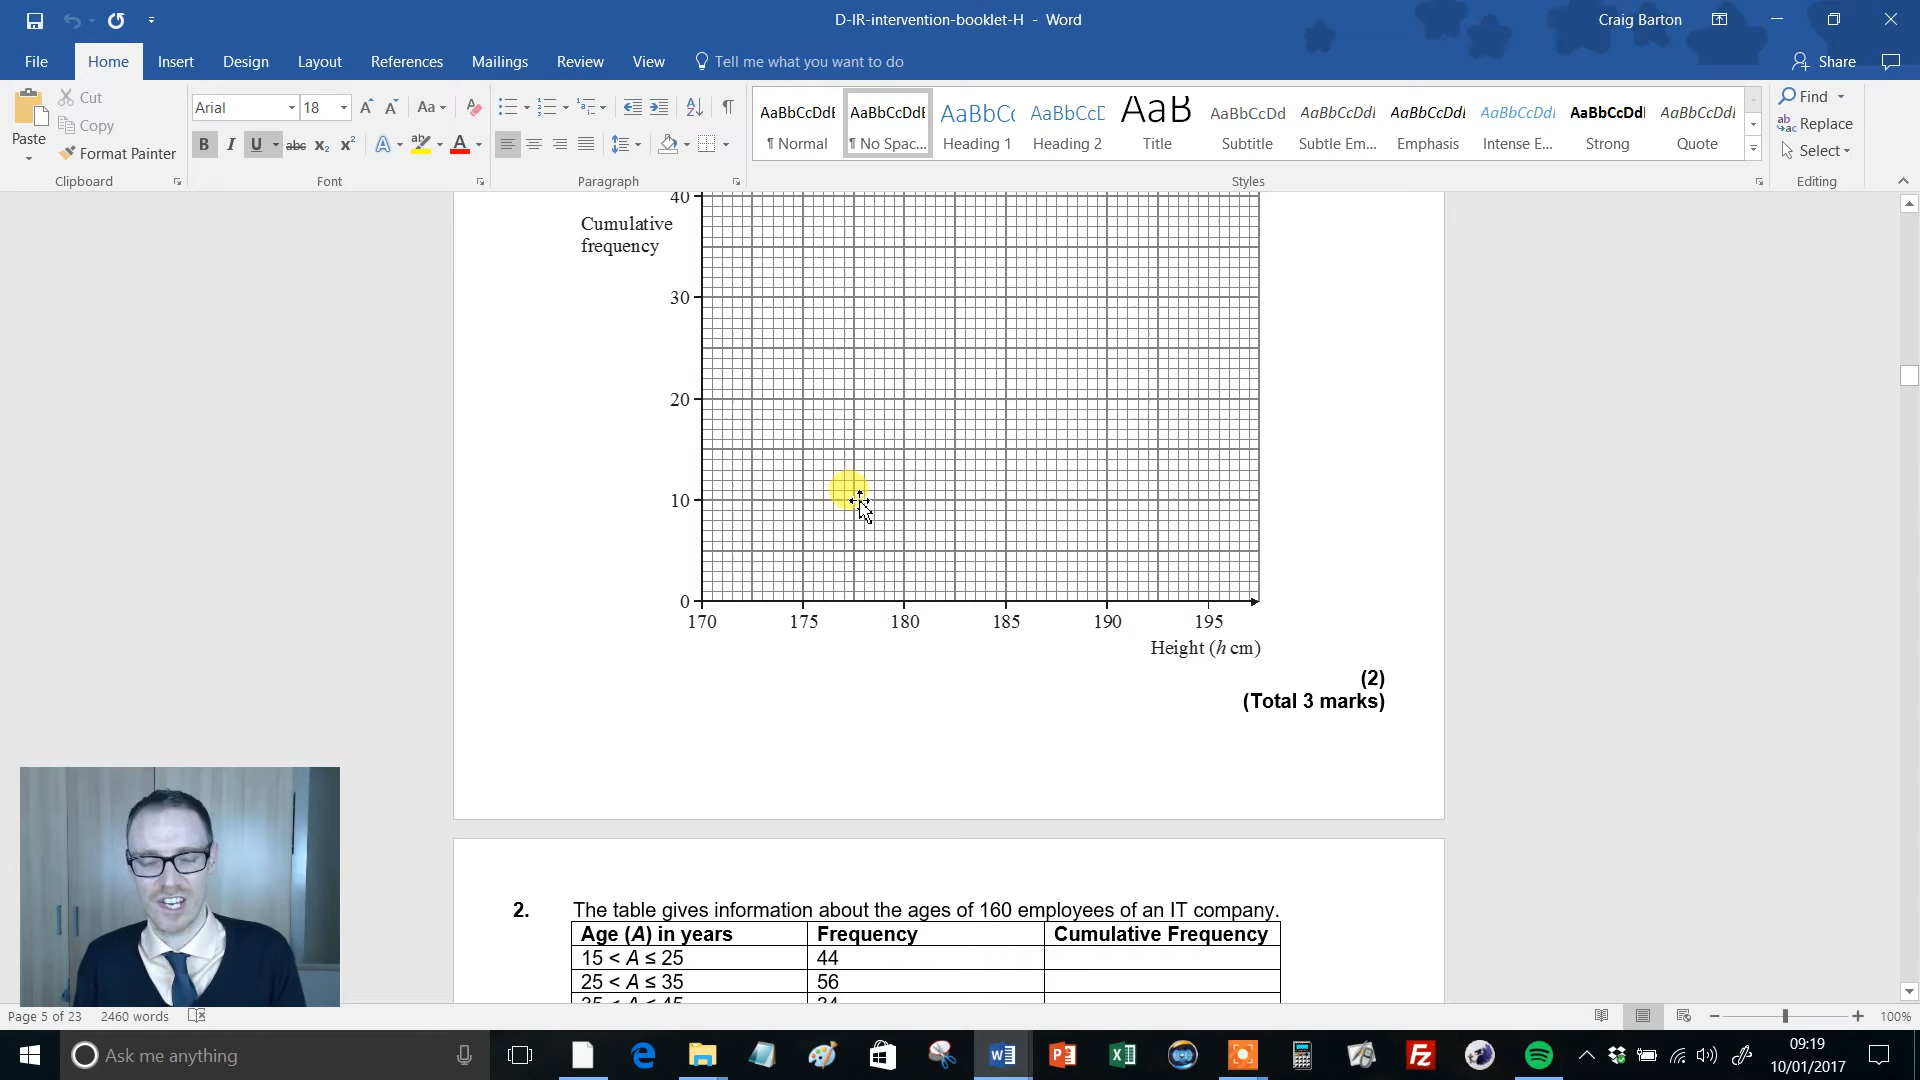 D-IR-intervention-booklet-H - Word
Craig Barton
File Home Insert Design Layout References Mailings Review View Tell me what you want to do
Share
Paste
Cut
Copy
Format Painter
Clipboard
Arial 18
Font
Paragraph
AaBbCcDdE AaBbCcDdE AaBbCc AaBbCcC AaB AaBbCcDd AaBbCcDdI AaBbCcDdI AaBbCcDdI AaBbCcDdI AaBbCcDdI
¶ Normal ¶ No Spac... Heading 1 Heading 2 Title Subtitle Subtle Em... Emphasis Intense E... Strong Quote
Styles
Find
Replace
Select
Editing
40
Cumulative
frequency
30
20
10
0
170 175 180 185 190 195
Height (h cm)
(2)
(Total 3 marks)
2. The table gives information about the ages of 160 employees of an IT company.
Age (A) in years Frequency Cumulative Frequency
15 < A ≤ 25 44
25 < A ≤ 35 56
35 < A ≤ 45 34
Page 5 of 23 2460 words
100%
Ask me anything
09:19
10/01/2017